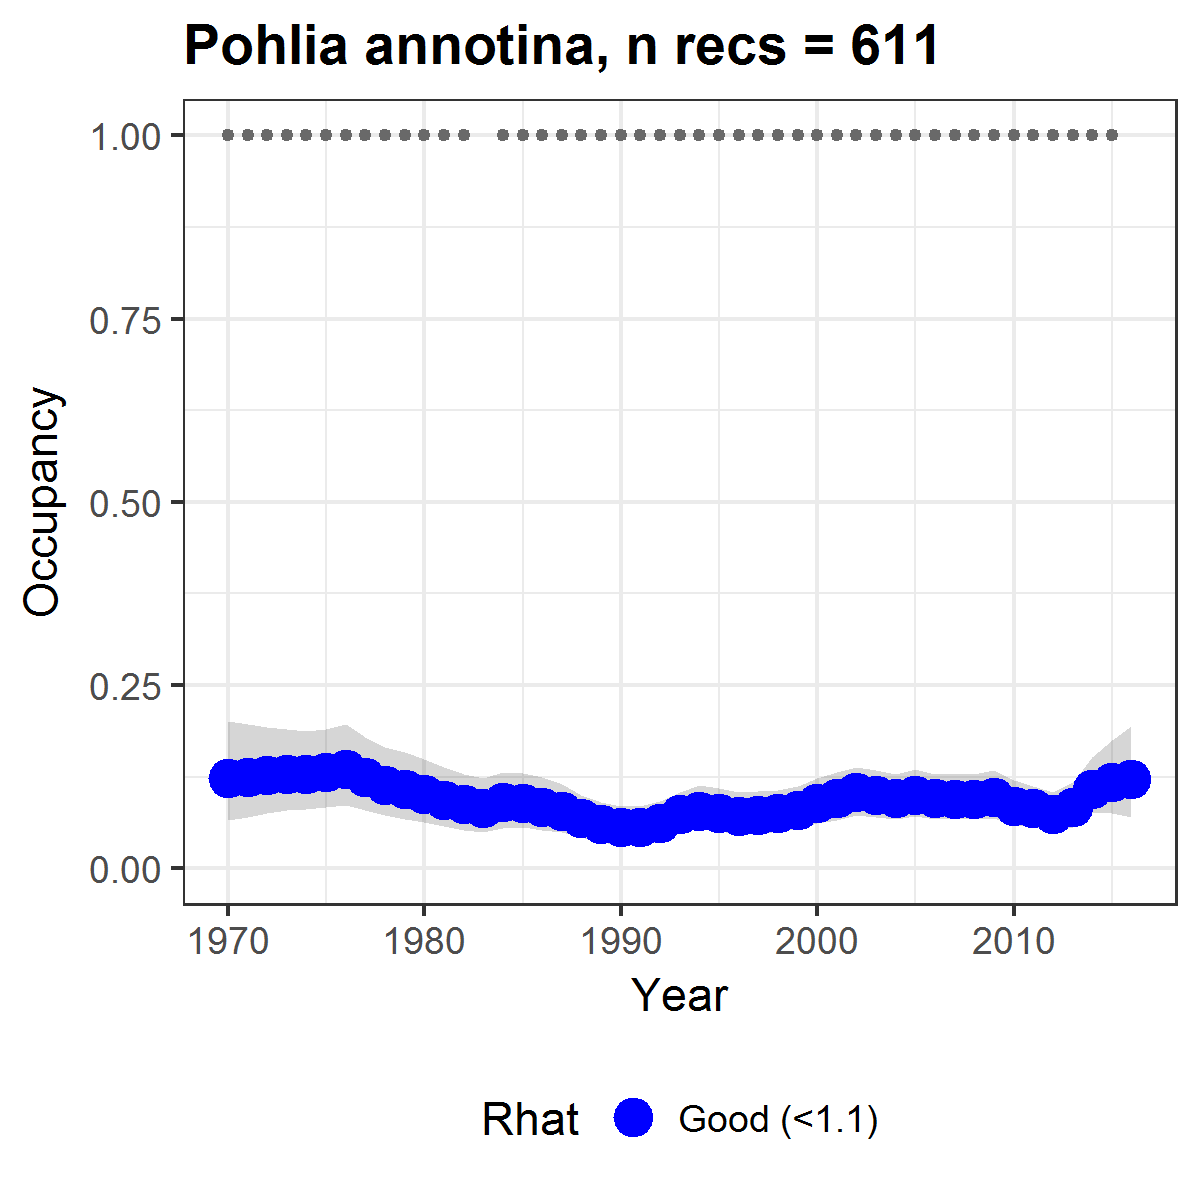 Pohlia annotina, n recs = 611
1.00
0.75
0.50
0.25
0.00
Occupancy
1970 1980 1990 2000 2010
Year
Rhat Good (<1.1)